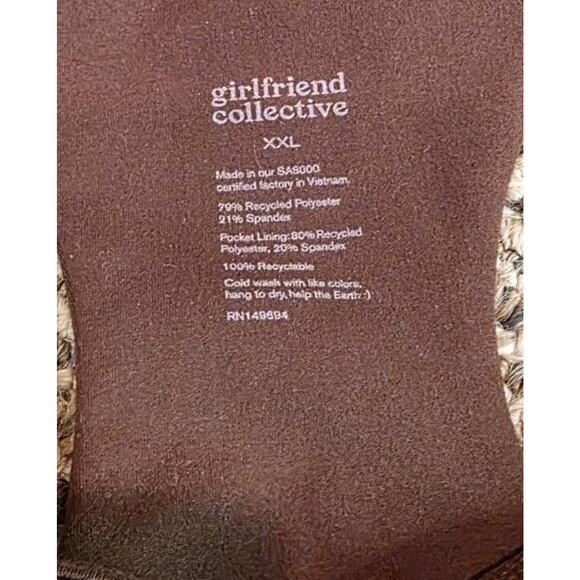 girlfriend
collective
XXL
Made in our SA8000
certified factory in Vietnam.
79% Recycled Polyester
21% Spandex
Pocket Lining: 80% Recycled
Polyester, 20% Spandex
100% Recyclable
Cold wash with like colors,
hang to dry, help the Earth :)
RN149694